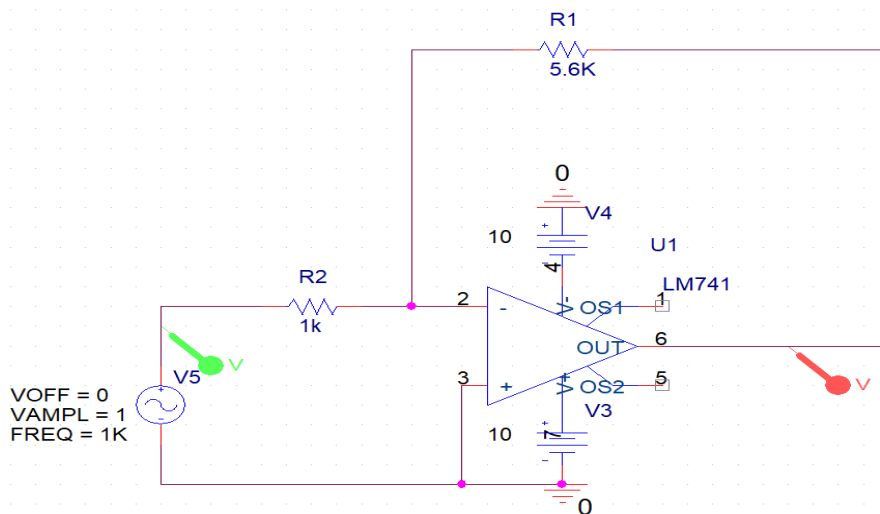 R1
5.6K
0
V4
+
10
-
4
U1
LM741
R2
1k
2
-
V-
OS1
1
OUT
6
V
V5
V
3
+
V+
OS2
5
V3
VOFF = 0
VAMPL = 1
FREQ = 1K
+
-
10
+
7
-
0